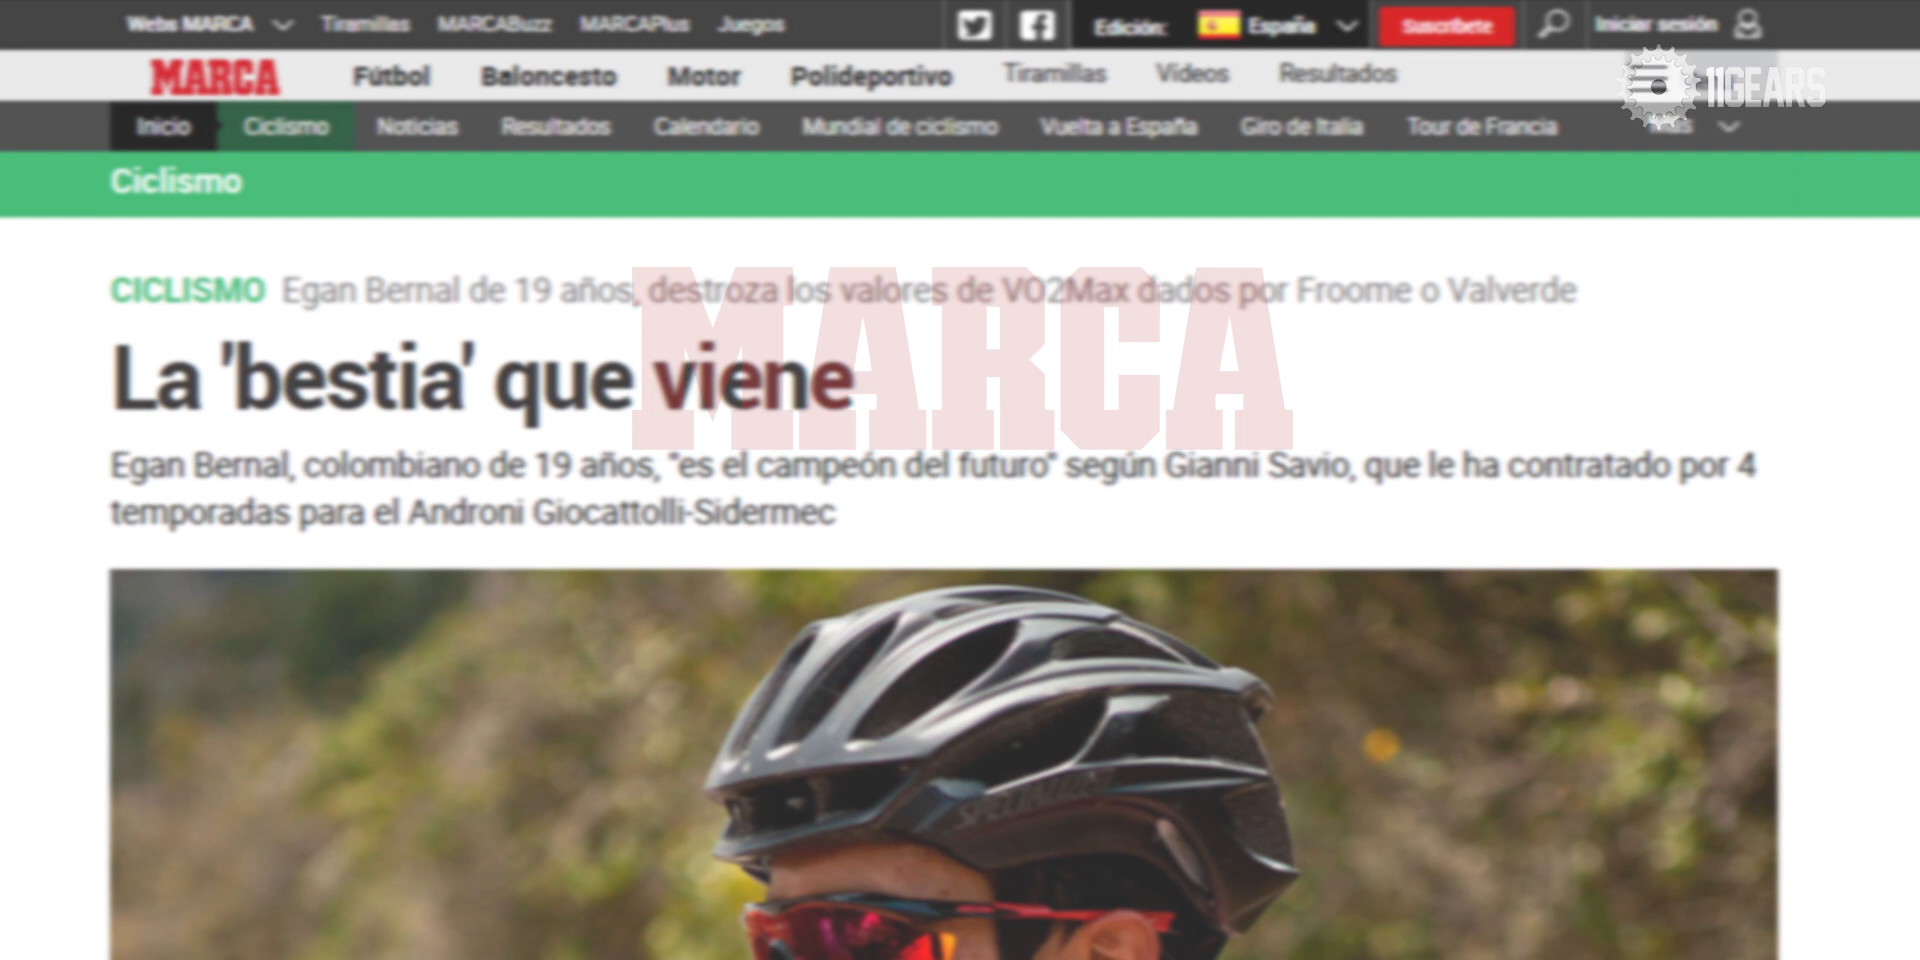 Webs MARCA Tiramillas MARCABuzz MARCAPlus Juegos Edición: España Suscríbete Iniciar sesión
MARCA Fútbol Baloncesto Motor Polideportivo Tiramillas Vídeos Resultados
11GEARS
Inicio Ciclismo Noticias Resultados Calendario Mundial de ciclismo Vuelta a España Giro de Italia Tour de Francia Más
Ciclismo
CICLISMO Egan Bernal de 19 años, destroza los valores de VO2Max dados por Froome o Valverde
MARCA
La 'bestia' que viene
Egan Bernal, colombiano de 19 años, "es el campeón del futuro" según Gianni Savio, que le ha contratado por 4
temporadas para el Androni Giocattolli-Sidermec